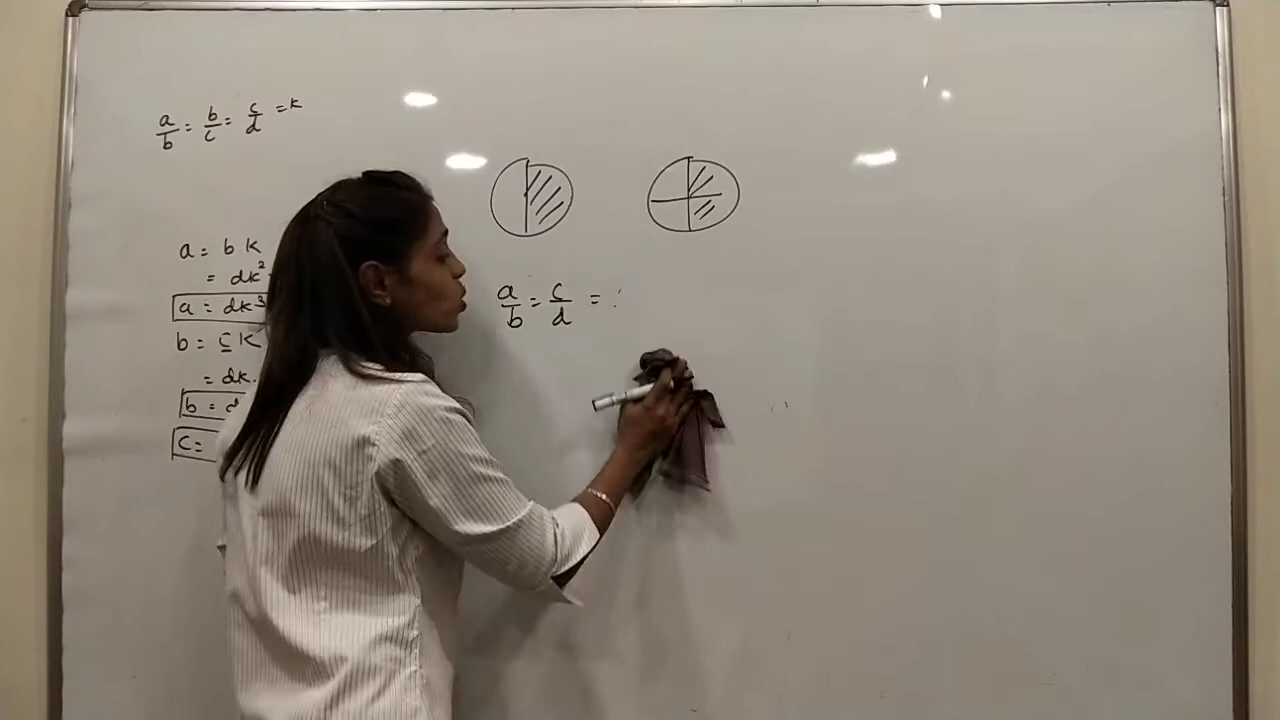 a/b = b/c = c/d = k
a = b k
= dk²
a = dk³
b = c k
= dk.
b = d
c =
a/b = c/d =